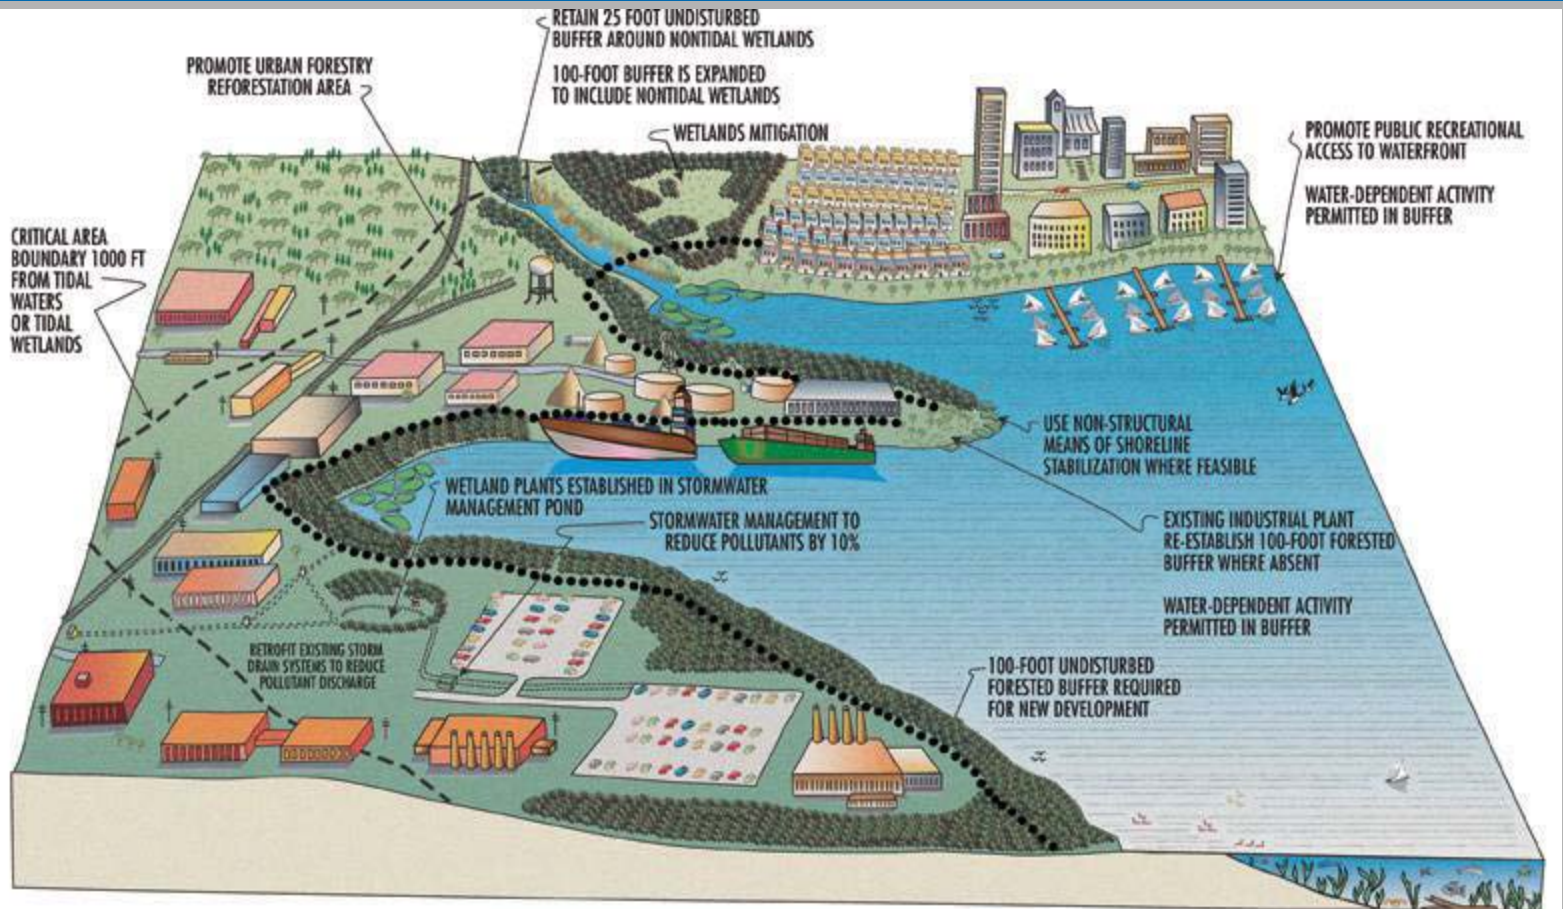 RETAIN 25 FOOT UNDISTURBED
BUFFER AROUND NONTIDAL WETLANDS
100-FOOT BUFFER IS EXPANDED
TO INCLUDE NONTIDAL WETLANDS
PROMOTE URBAN FORESTRY
REFORESTATION AREA
WETLANDS MITIGATION
PROMOTE PUBLIC RECREATIONAL
ACCESS TO WATERFRONT
WATER-DEPENDENT ACTIVITY
PERMITTED IN BUFFER
CRITICAL AREA
BOUNDARY 1000 FT
FROM TIDAL
WATERS
OR TIDAL
WETLANDS
USE NON-STRUCTURAL
MEANS OF SHORELINE
STABILIZATION WHERE FEASIBLE
WETLAND PLANTS ESTABLISHED IN STORMWATER
MANAGEMENT POND
STORMWATER MANAGEMENT TO
REDUCE POLLUTANTS BY 10%
EXISTING INDUSTRIAL PLANT
RE-ESTABLISH 100-FOOT FORESTED
BUFFER WHERE ABSENT
WATER-DEPENDENT ACTIVITY
PERMITTED IN BUFFER
RETROFIT EXISTING STORM
DRAIN SYSTEMS TO REDUCE
POLLUTANT DISCHARGE
100-FOOT UNDISTURBED
FORESTED BUFFER REQUIRED
FOR NEW DEVELOPMENT